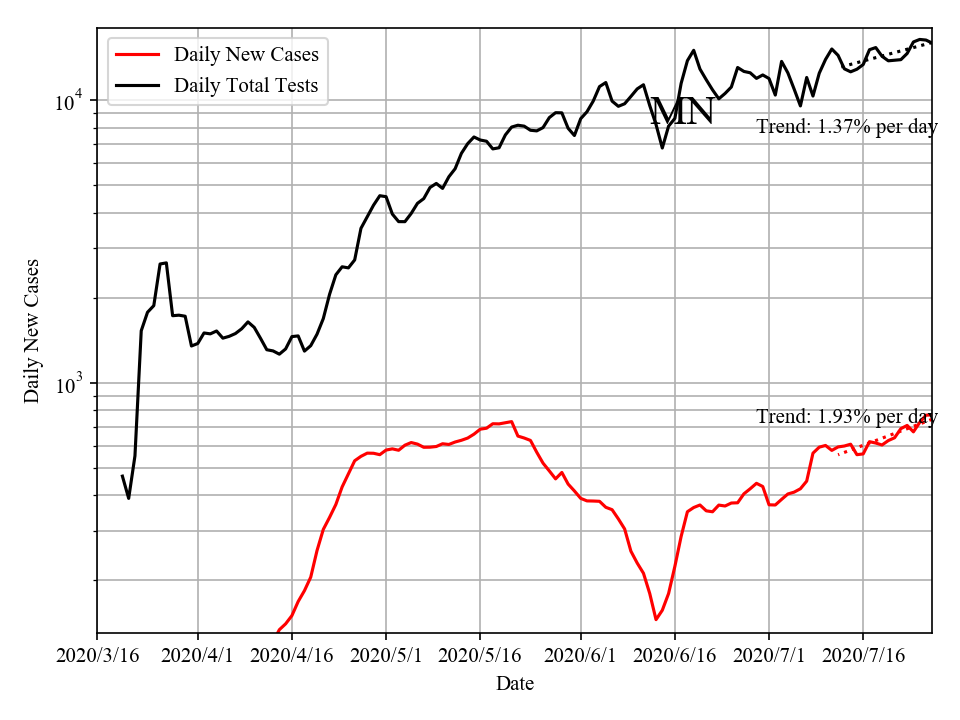 Daily New Cases
Daily Total Tests
10^4
MN
Trend: 1.37% per day
Daily New Cases
10^3
Trend: 1.93% per day
2020/3/16 2020/4/1 2020/4/16 2020/5/1 2020/5/16 2020/6/1 2020/6/16 2020/7/1 2020/7/16
Date